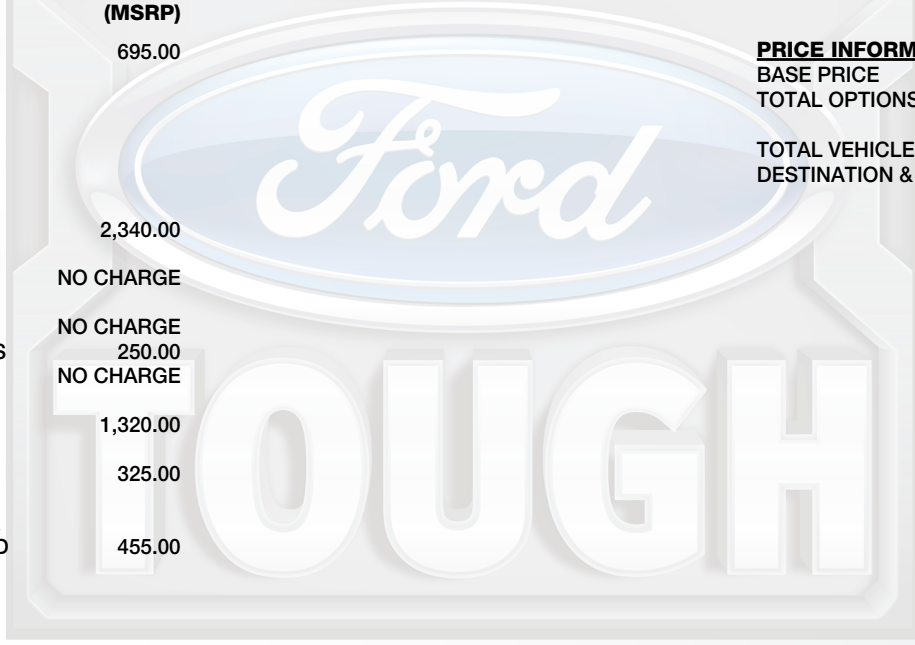 (MSRP)
695.00
2,340.00
NO CHARGE
NO CHARGE
S 250.00
NO CHARGE
1,320.00
325.00
D 455.00
PRICE INFORM
BASE PRICE
TOTAL OPTIONS
TOTAL VEHICLE
DESTINATION &
Ford
TOUGH